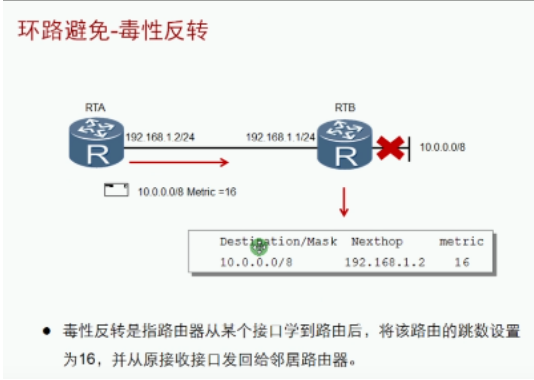 环路避免-毒性反转
RTA
RTB
192.168.1.2/24
192.168.1.1/24
10.0.0.0/8
R
R
10.0.0.0/8 Metric =16
Destination/Mask Nexthop metric
10.0.0.0/8 192.168.1.2 16
● 毒性反转是指路由器从某个接口学到路由后，将该路由的跳数设置
为16，并从原接收接口发回给邻居路由器。